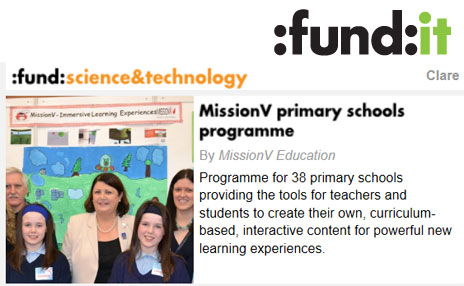 :fund:it
:fund:science&technology
Clare
MissionV - Immersive Learning Experiences
MissionV primary schools
programme
By MissionV Education
Programme for 38 primary schools
providing the tools for teachers and
students to create their own, curriculum-
based, interactive content for powerful new
learning experiences.